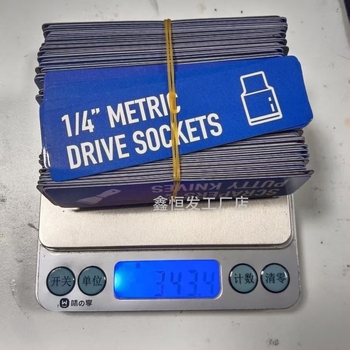 1/4" METRIC
DRIVE SOCKETS
SCRAPERS
PUTTY KNIVES
鑫恒发工厂店
开关
单位
343.4
计数
清零